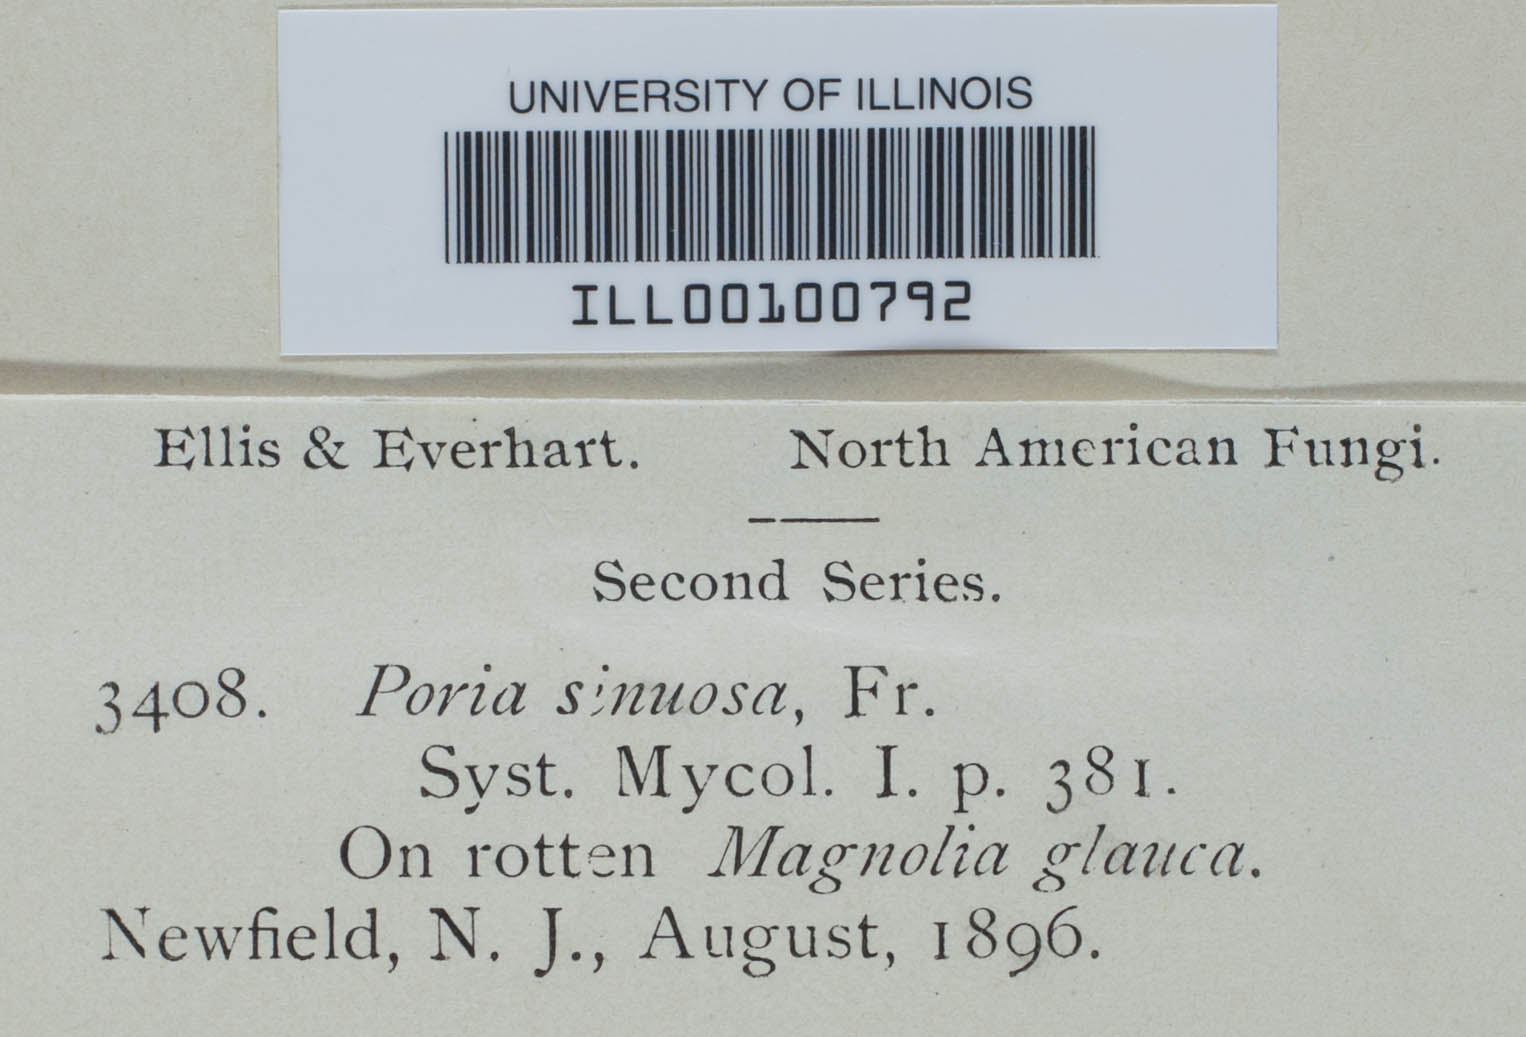 UNIVERSITY OF ILLINOIS
ILL00100792
Ellis & Everhart. North American Fungi.
Second Series.
3408. Poria sinuosa, Fr.
Syst. Mycol. I. p. 381.
On rotten Magnolia glauca.
Newfield, N. J., August, 1896.